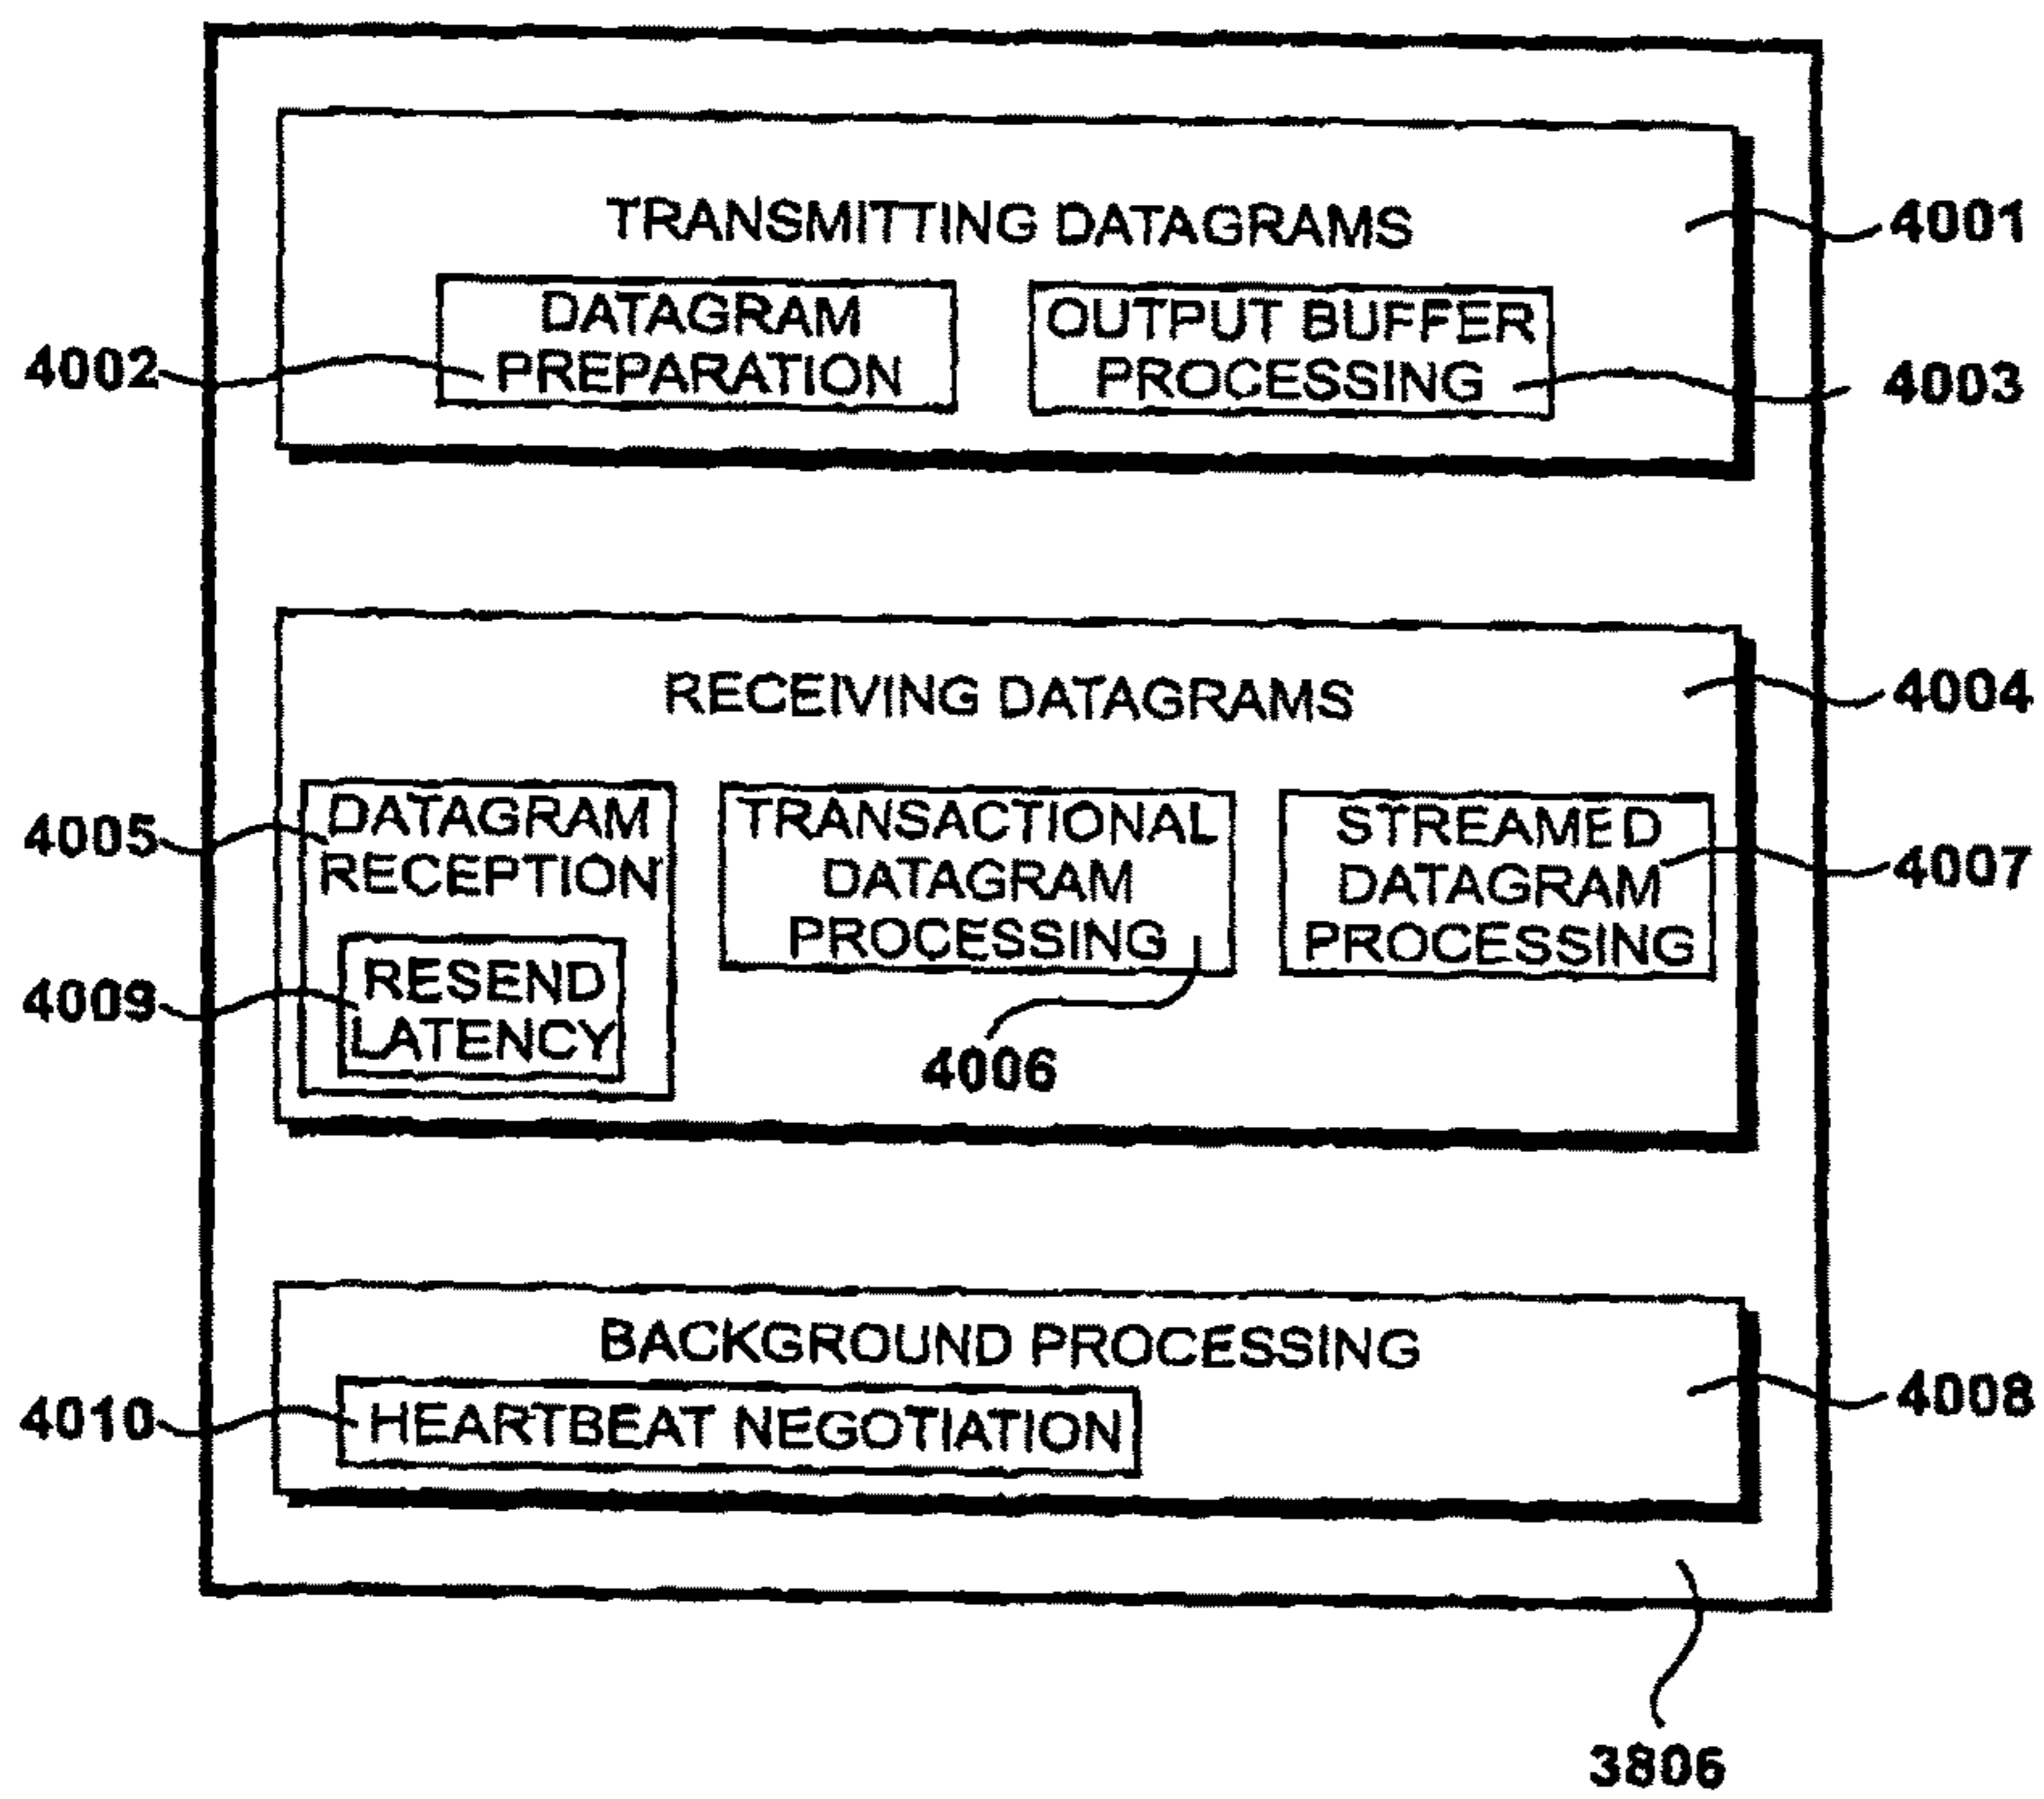 TRANSMITTING DATAGRAMS
4001
DATAGRAM
PREPARATION
4002
OUTPUT BUFFER
PROCESSING
4003
RECEIVING DATAGRAMS
4004
4005
DATAGRAM
RECEPTION
4009
RESEND
LATENCY
TRANSACTIONAL
DATAGRAM
PROCESSING
4006
STREAMED
DATAGRAM
PROCESSING
4007
BACKGROUND PROCESSING
4008
4010
HEARTBEAT NEGOTIATION
3806